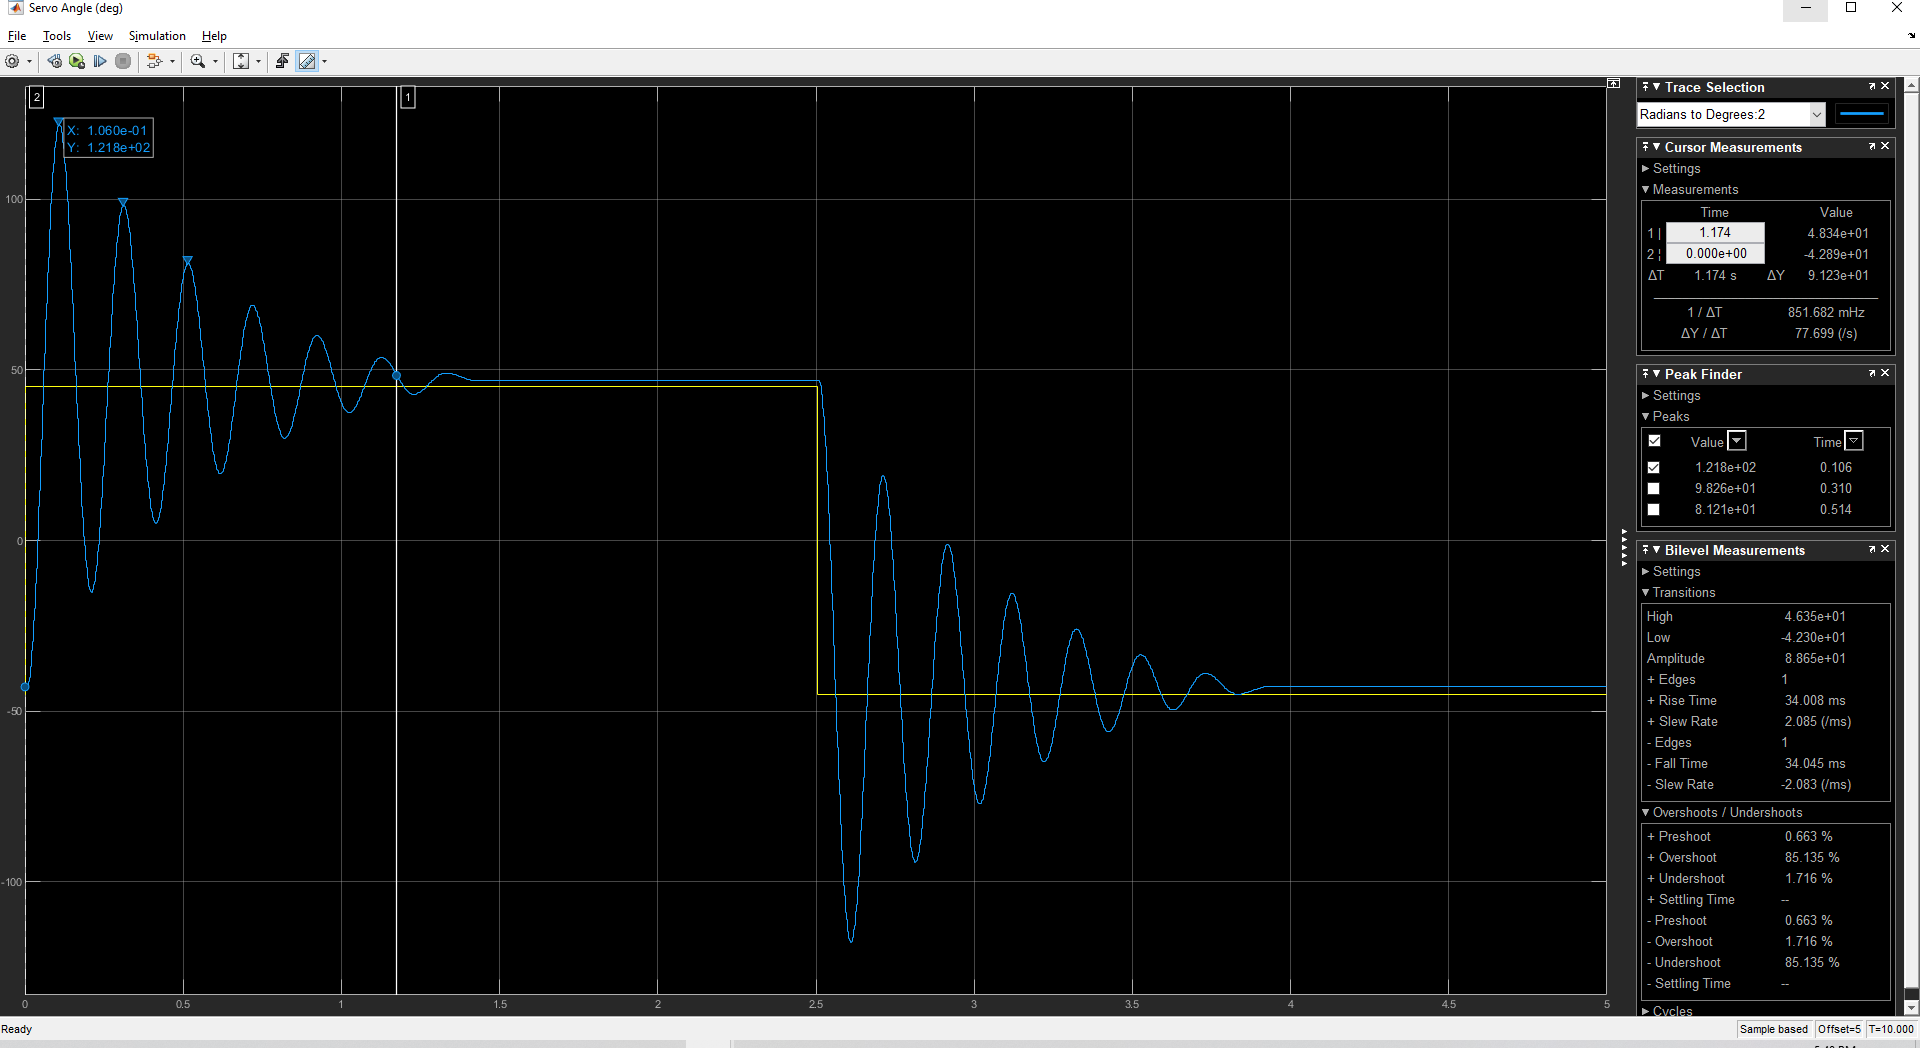 Servo Angle (deg)
File Tools View Simulation Help
2
1
X: 1.060e-01
Y: 1.218e+02
100
50
0
-50
-100
0 0.5 1 1.5 2 2.5 3 3.5 4 4.5 5
Trace Selection
Radians to Degrees:2
Cursor Measurements
Settings
Measurements
Time Value
1 | 1.174 4.834e+01
2 ¦ 0.000e+00 -4.289e+01
ΔT 1.174 s ΔY 9.123e+01
1 / ΔT 851.682 mHz
ΔY / ΔT 77.699 (/s)
Peak Finder
Settings
Peaks
Value Time
1.218e+02 0.106
9.826e+01 0.310
8.121e+01 0.514
Bilevel Measurements
Settings
Transitions
High 4.635e+01
Low -4.230e+01
Amplitude 8.865e+01
+ Edges 1
+ Rise Time 34.008 ms
+ Slew Rate 2.085 (/ms)
- Edges 1
- Fall Time 34.045 ms
- Slew Rate -2.083 (/ms)
Overshoots / Undershoots
+ Preshoot 0.663 %
+ Overshoot 85.135 %
+ Undershoot 1.716 %
+ Settling Time --
- Preshoot 0.663 %
- Overshoot 1.716 %
- Undershoot 85.135 %
- Settling Time --
Cycles
Ready
Sample based Offset=5 T=10.000